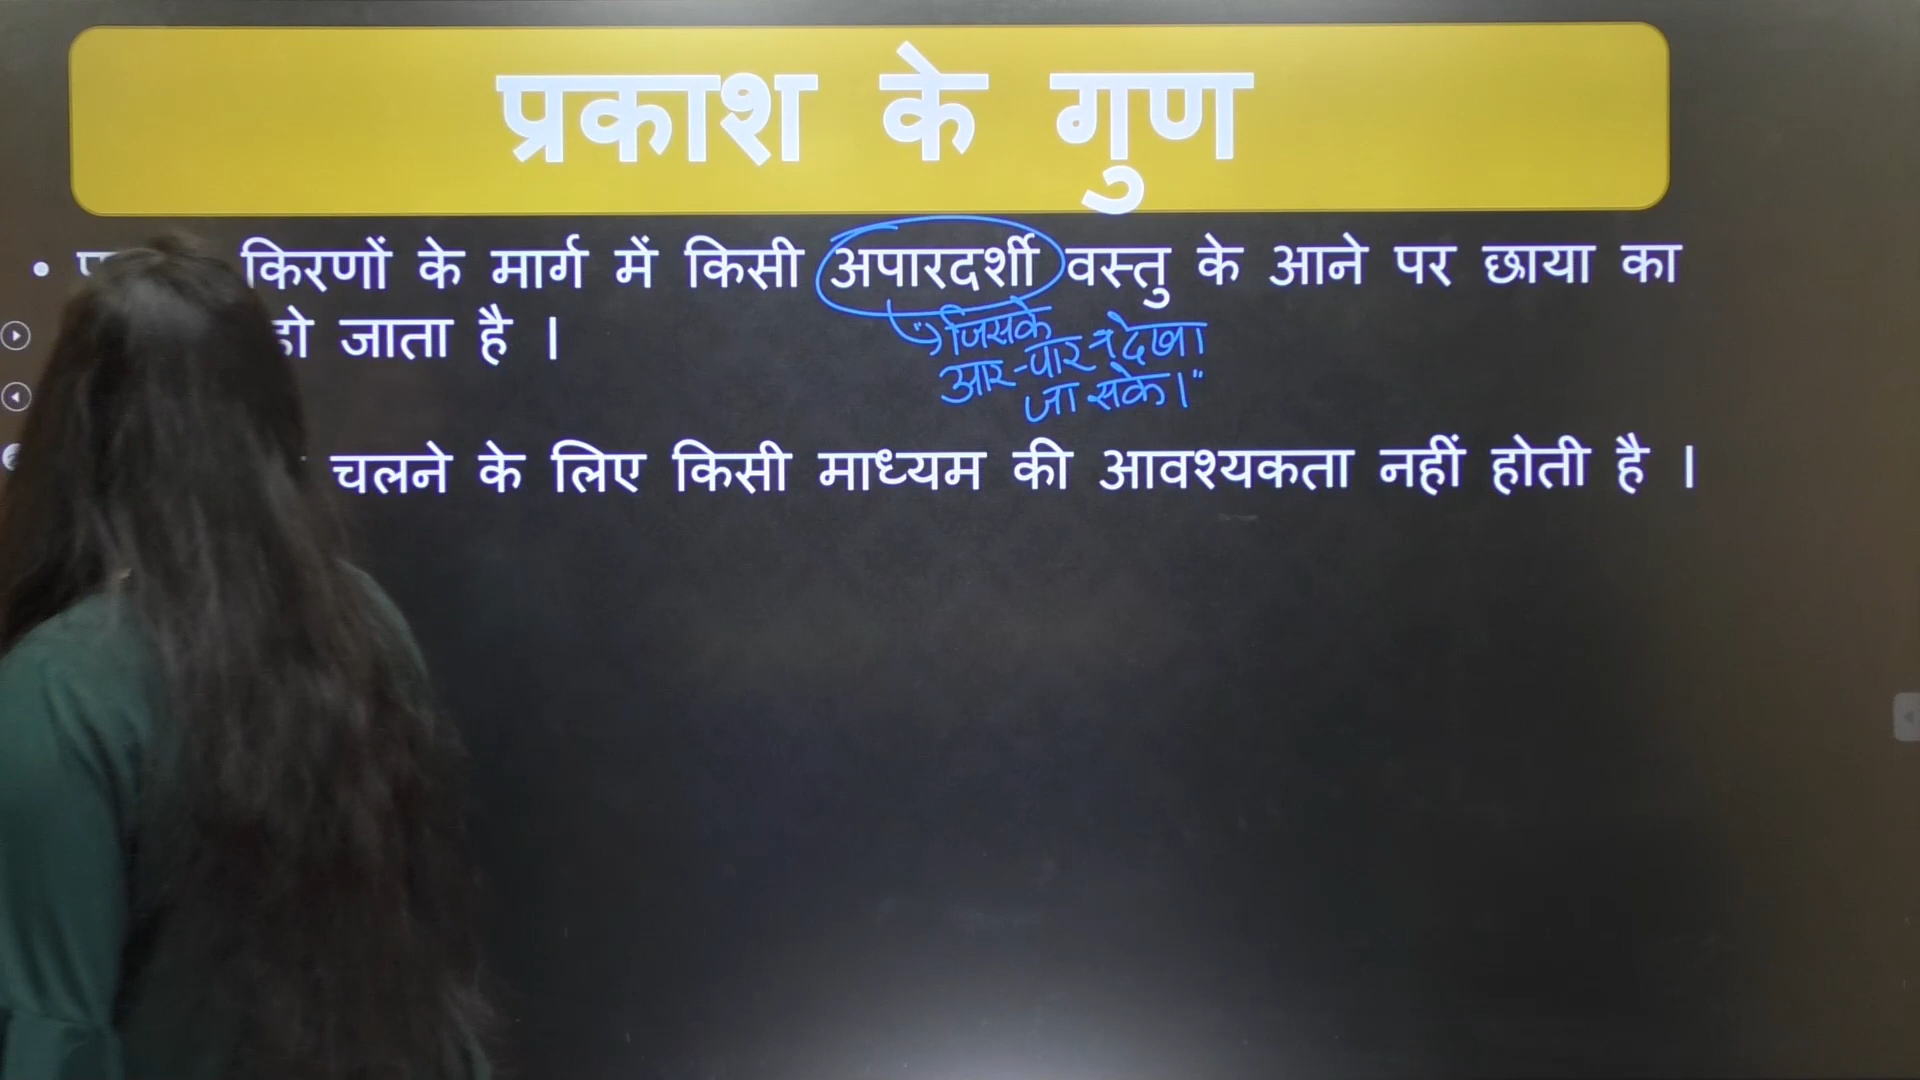 प्रकाश के गुण
• किरणों के मार्ग में किसी अपारदर्शी वस्तु के आने पर छाया का
हो जाता है ।
जिसके
आर-पार न देखा
जा सके।"
चलने के लिए किसी माध्यम की आवश्यकता नहीं होती है ।